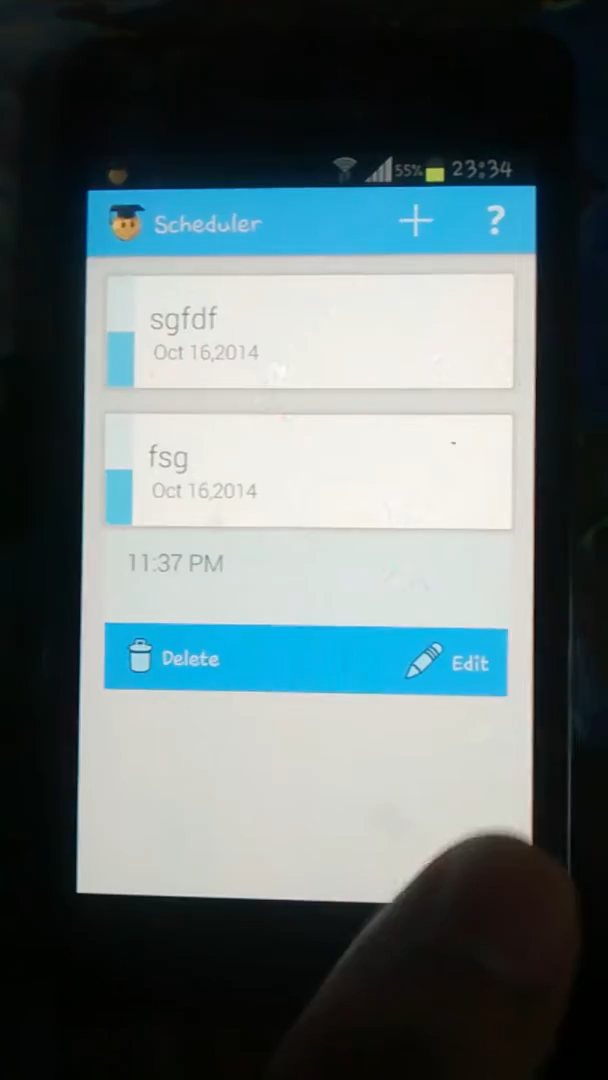 55% 23:34
Scheduler + ?
sgfdf
Oct 16,2014
fsg
Oct 16,2014
11:37 PM
Delete Edit